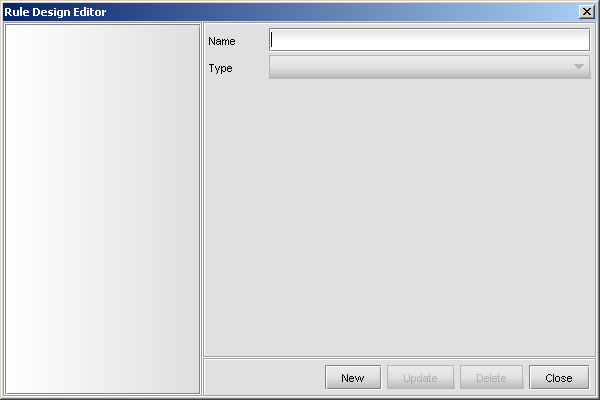 Rule Design Editor
Name
Type
New Update Delete Close